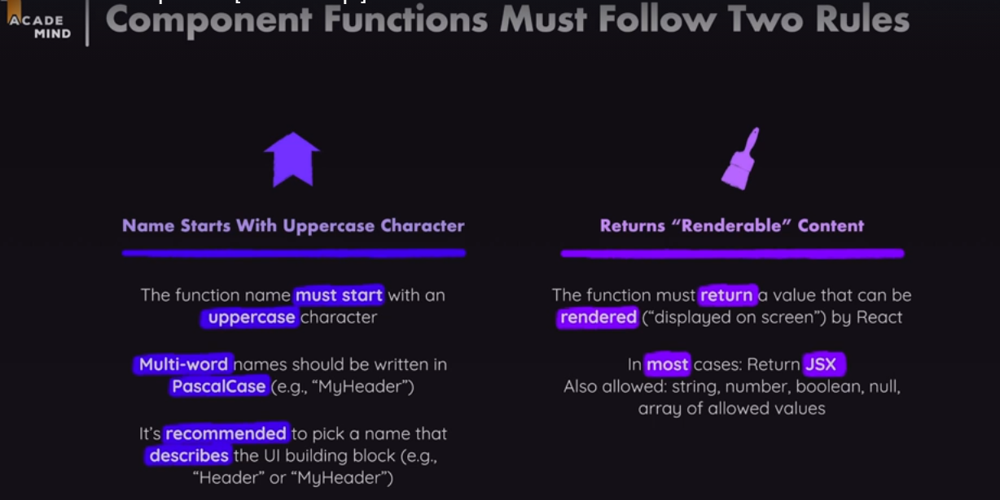 ACADE
MIND
Component Functions Must Follow Two Rules
Name Starts With Uppercase Character
The function name must start with an
uppercase character
Multi-word names should be written in
PascalCase (e.g., “MyHeader”)
It’s recommended to pick a name that
describes the UI building block (e.g.,
“Header” or “MyHeader”)
Returns “Renderable” Content
The function must return a value that can be
rendered (“displayed on screen”) by React
In most cases: Return JSX
Also allowed: string, number, boolean, null,
array of allowed values